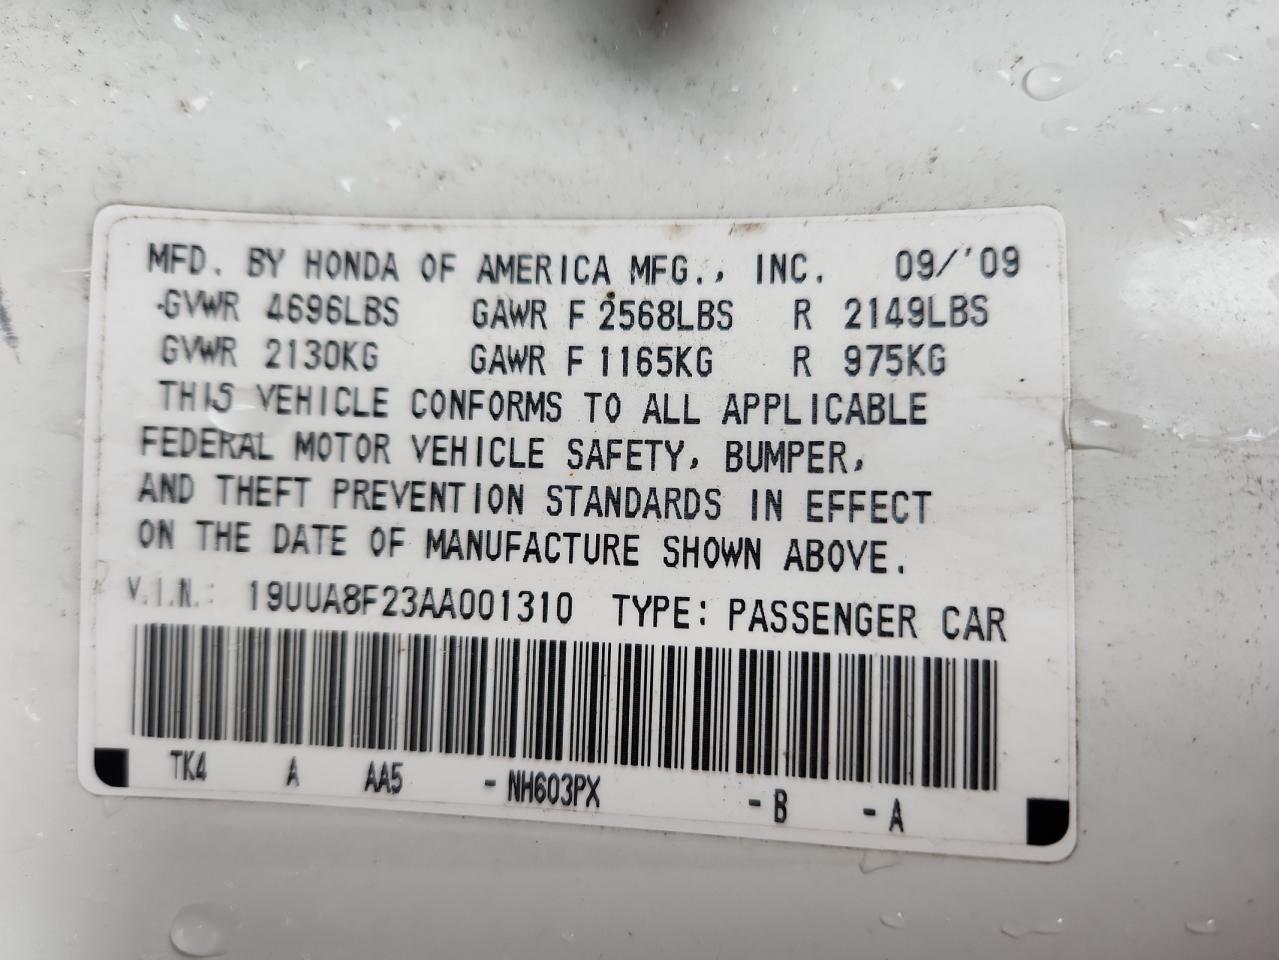 MFD. BY HONDA OF AMERICA MFG., INC. 09/'09
GVWR 4696LBS GAWR F 2568LBS R 2149LBS
GVWR 2130KG GAWR F 1165KG R 975KG
THIS VEHICLE CONFORMS TO ALL APPLICABLE
FEDERAL MOTOR VEHICLE SAFETY, BUMPER,
AND THEFT PREVENTION STANDARDS IN EFFECT
ON THE DATE OF MANUFACTURE SHOWN ABOVE.
V.I.N.: 19UUA8F23AA001310 TYPE: PASSENGER CAR
TK4 A AA5 - NH603PX - B - A